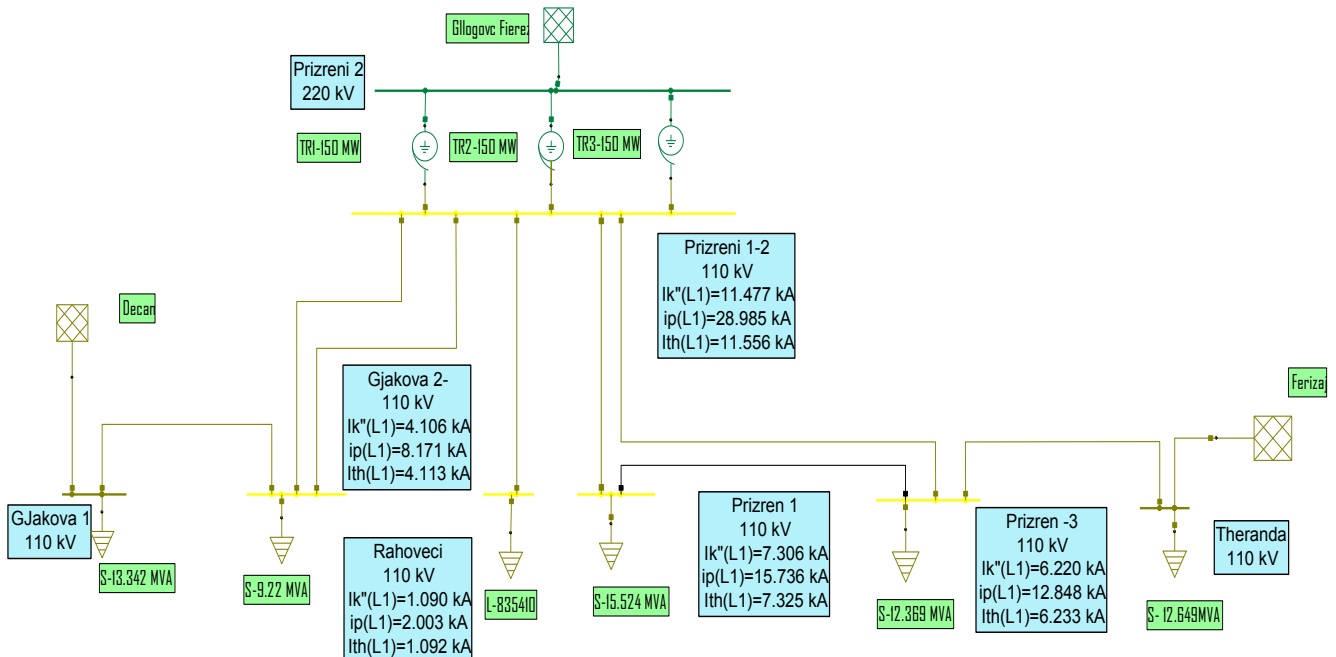 Gllogovc Fierez
Prizreni 2
220 kV
TR1-150 MW
TR2-150 MW
TR3-150 MW
Prizreni 1-2
110 kV
Ik"(L1)=11.477 kA
ip(L1)=28.985 kA
Ith(L1)=11.556 kA
Decan
Gjakova 2-
110 kV
Ik"(L1)=4.106 kA
ip(L1)=8.171 kA
Ith(L1)=4.113 kA
Ferizaj
GJakova 1
110 kV
S-13.342 MVA
S-9.22 MVA
Rahoveci
110 kV
Ik"(L1)=1.090 kA
ip(L1)=2.003 kA
Ith(L1)=1.092 kA
L-835410
S-15.524 MVA
Prizren 1
110 kV
Ik"(L1)=7.306 kA
ip(L1)=15.736 kA
Ith(L1)=7.325 kA
S-12.369 MVA
Prizren -3
110 kV
Ik"(L1)=6.220 kA
ip(L1)=12.848 kA
Ith(L1)=6.233 kA
S- 12.649MVA
Theranda
110 kV